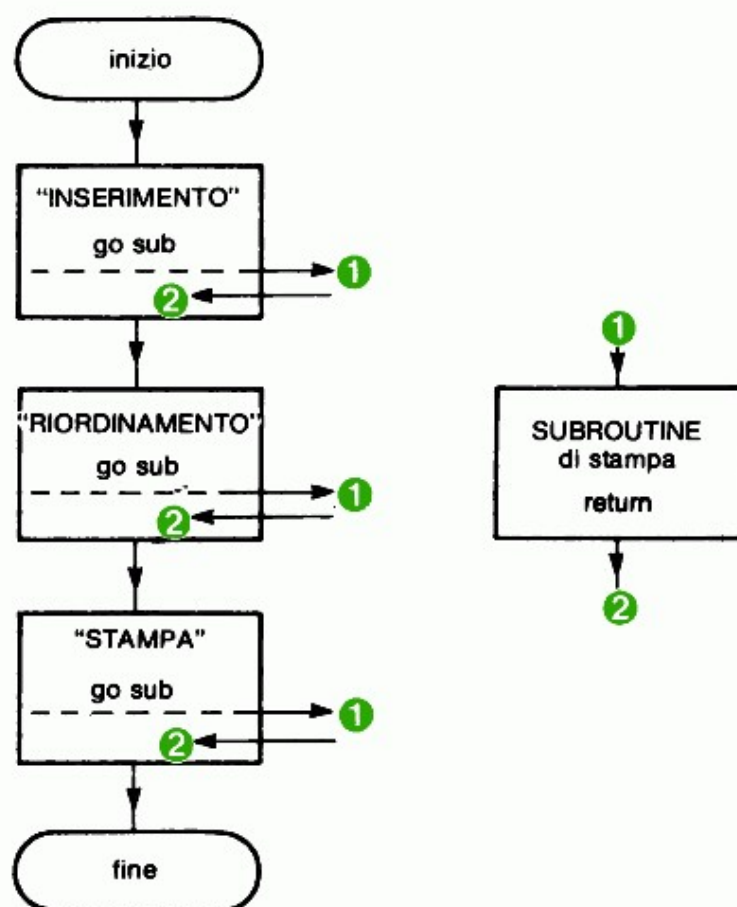 inizio
“INSERIMENTO”
go sub
1
2
“RIORDINAMENTO”
go sub
1
2
“STAMPA”
go sub
1
2
fine
1
SUBROUTINE
di stampa
return
2